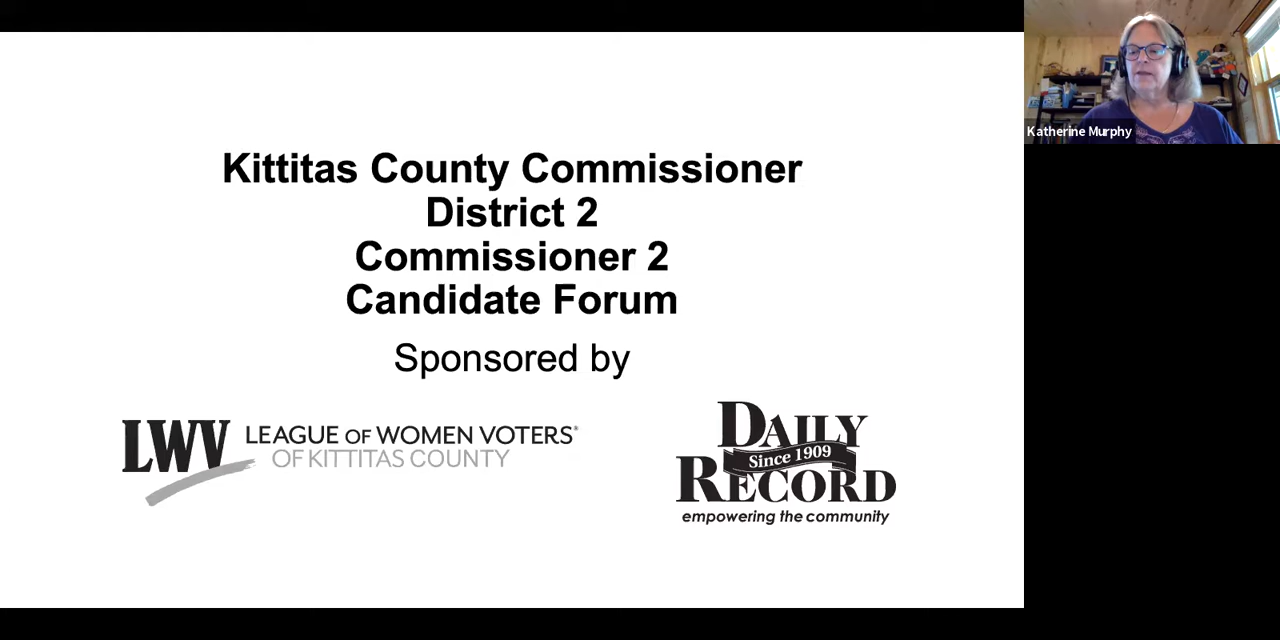 Kittitas County Commissioner
District 2
Commissioner 2
Candidate Forum
Sponsored by
LWV LEAGUE OF WOMEN VOTERS®
OF KITTITAS COUNTY
DAILY
Since 1909
RECORD
empowering the community
Katherine Murphy